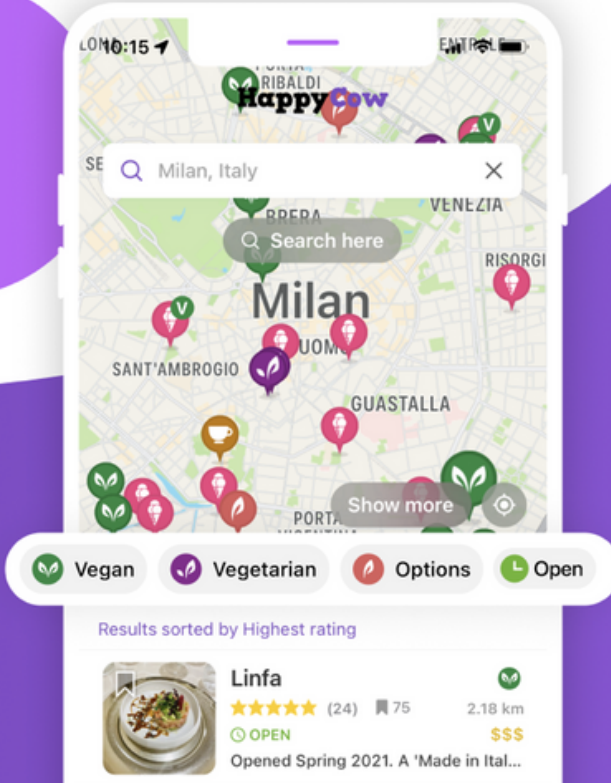 10:15
PORTA
RIBALDI
HappyCow
V
Milan, Italy
VENEZIA
BRERA
Search here
RISORGI
Milan
V
UOMO
SANT'AMBROGIO
GUASTALLA
Show more
PORTA
VICENTINA
Vegan
Vegetarian
Options
Open
Results sorted by Highest rating
Linfa
(24)
75
2.18 km
OPEN
$$$
Opened Spring 2021. A 'Made in Ital...